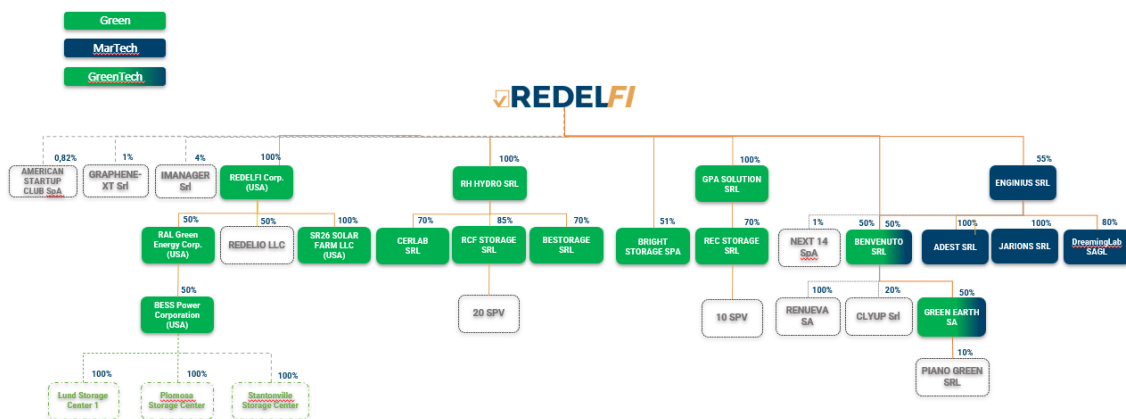 Green
MarTech
GreenTech
REDELFI
0,82%
1%
4%
100%
100%
100%
55%
AMERICAN
STARTUP
CLUB SpA
GRAPHENE-
XT Srl
IMANAGER
Srl
REDELFI Corp.
(USA)
RH HYDRO SRL
GPA SOLUTION
SRL
ENGINIUS SRL
50%
50%
100%
70%
85%
70%
51%
70%
1%
50%
50%
100%
100%
80%
RAL Green
Energy Corp.
(USA)
REDELIO LLC
SR26 SOLAR
FARM LLC
(USA)
CERLAB SRL
RCF STORAGE
SRL
BESTORAGE SRL
BRIGHT
STORAGE SPA
REC STORAGE
SRL
NEXT 14
SpA
BENVENUTO
SRL
ADEST SRL
JARIONS SRL
DreamingLab
SAGL
50%
100%
20%
50%
BESS Power
Corporation
(USA)
20 SPV
10 SPV
RENUEVA
SA
CLYUP Srl
GREEN EARTH
SA
10%
PIANO GREEN
SRL
100%
100%
100%
Lund Storage
Center 1
Plomosa
Storage Center
Stantonville
Storage Center